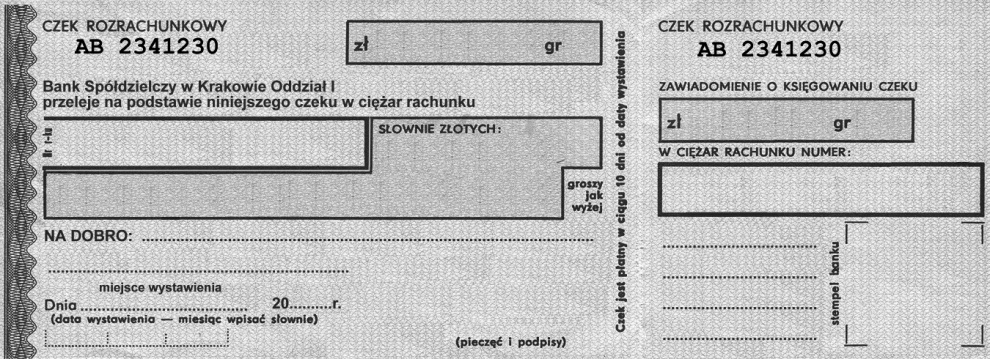 CZEK ROZRACHUNKOWY
AB 2341230
zł gr
Bank Spółdzielczy w Krakowie Oddział I
przeleje na podstawie niniejszego czeku w ciężar rachunku
Nr r-ku
SŁOWNIE ZŁOTYCH:
groszy
jak
wyżej
NA DOBRO:
miejsce wystawienia
Dnia 20 r.
(data wystawienia — miesiąc wpisać słownie)
(pieczęć i podpisy)
Czek jest płatny w ciągu 10 dni od daty wystawienia
CZEK ROZRACHUNKOWY
AB 2341230
ZAWIADOMIENIE O KSIĘGOWANIU CZEKU
zł gr
W CIĘŻAR RACHUNKU NUMER:
stempel banku